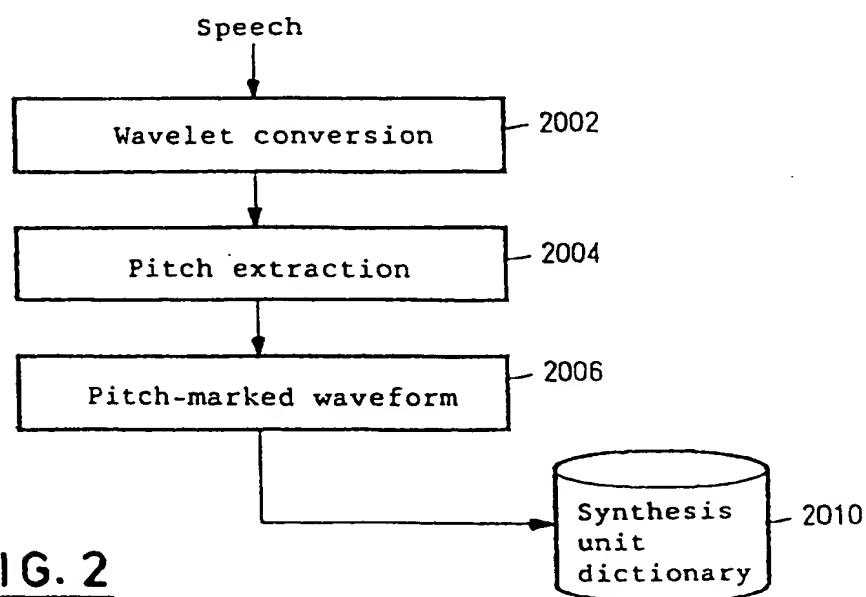 Speech
Wavelet conversion
2002
Pitch extraction
2004
Pitch-marked waveform
2006
Synthesis
unit
dictionary
2010
IG. 2